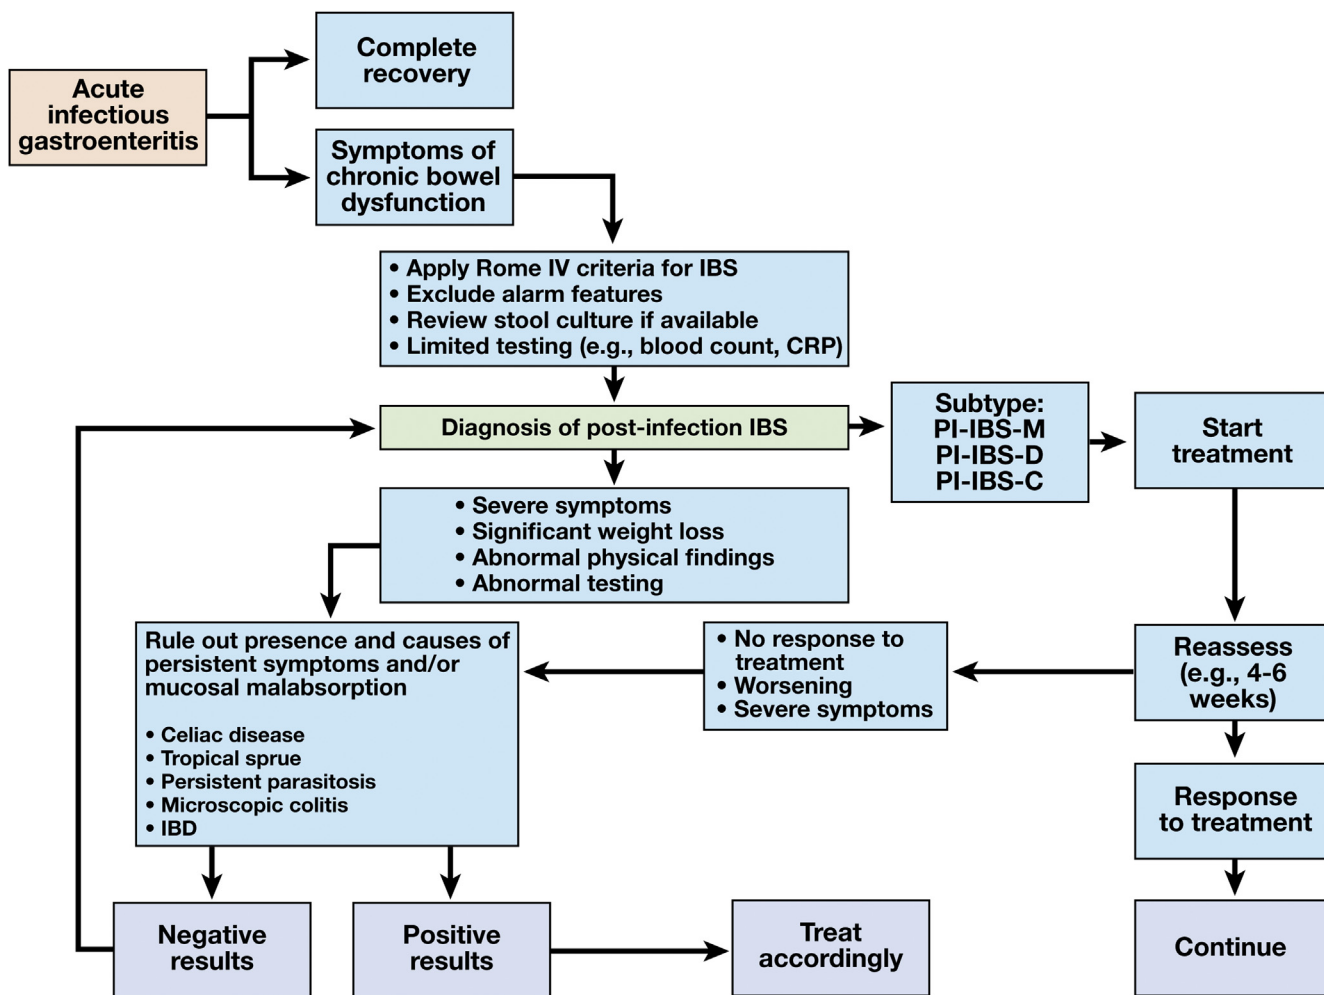 Complete
recovery
Acute
infectious
gastroenteritis
Symptoms of
chronic bowel
dysfunction
• Apply Rome IV criteria for IBS
• Exclude alarm features
• Review stool culture if available
• Limited testing (e.g., blood count, CRP)
Diagnosis of post-infection IBS
Subtype:
PI-IBS-M
PI-IBS-D
PI-IBS-C
Start
treatment
• Severe symptoms
• Significant weight loss
• Abnormal physical findings
• Abnormal testing
Rule out presence and causes of
persistent symptoms and/or
mucosal malabsorption
• Celiac disease
• Tropical sprue
• Persistent parasitosis
• Microscopic colitis
• IBD
• No response to
treatment
• Worsening
• Severe symptoms
Reassess
(e.g., 4-6
weeks)
Response
to treatment
Negative
results
Positive
results
Treat
accordingly
Continue